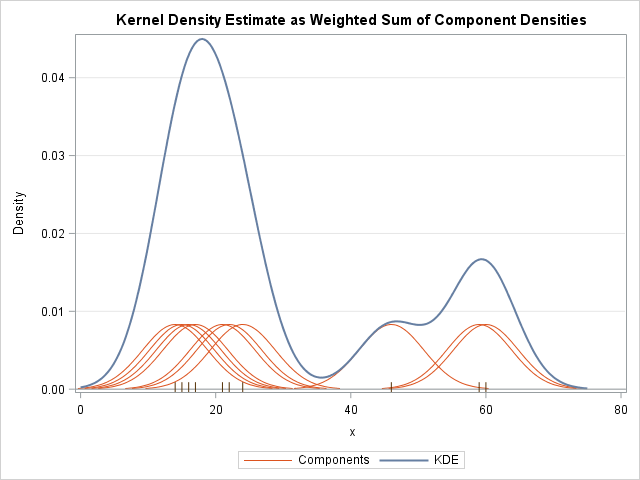 Kernel Density Estimate as Weighted Sum of Component Densities
0.04
0.03
0.02
0.01
0.00
Density
0 20 40 60 80
x
Components KDE